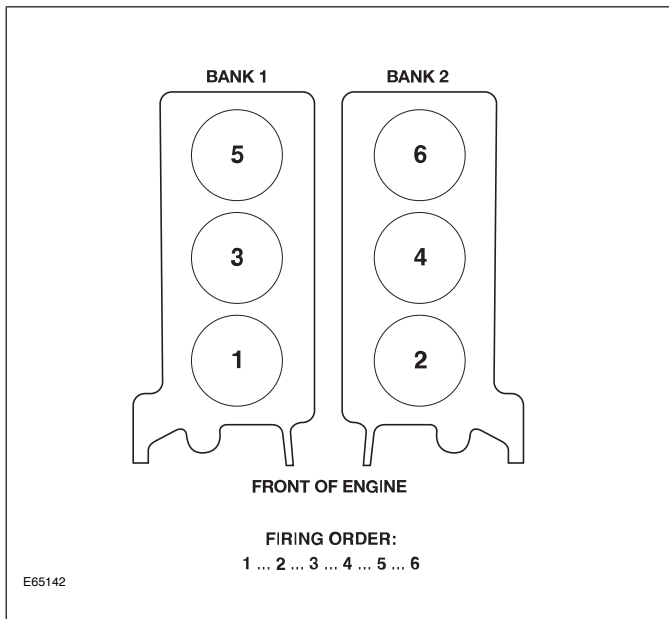 BANK 1 BANK 2
5 6
3 4
1 2
FRONT OF ENGINE
FIRING ORDER:
1 ... 2 ... 3 ... 4 ... 5 ... 6
E65142